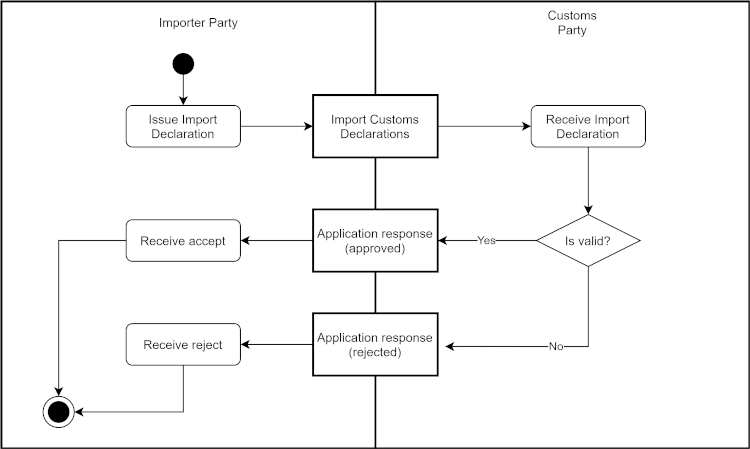 Importer Party
Customs
Party
Issue Import
Declaration
Import Customs
Declarations
Receive Import
Declaration
Receive accept
Application response
(approved)
Yes
Is valid?
Receive reject
Application response
(rejected)
No